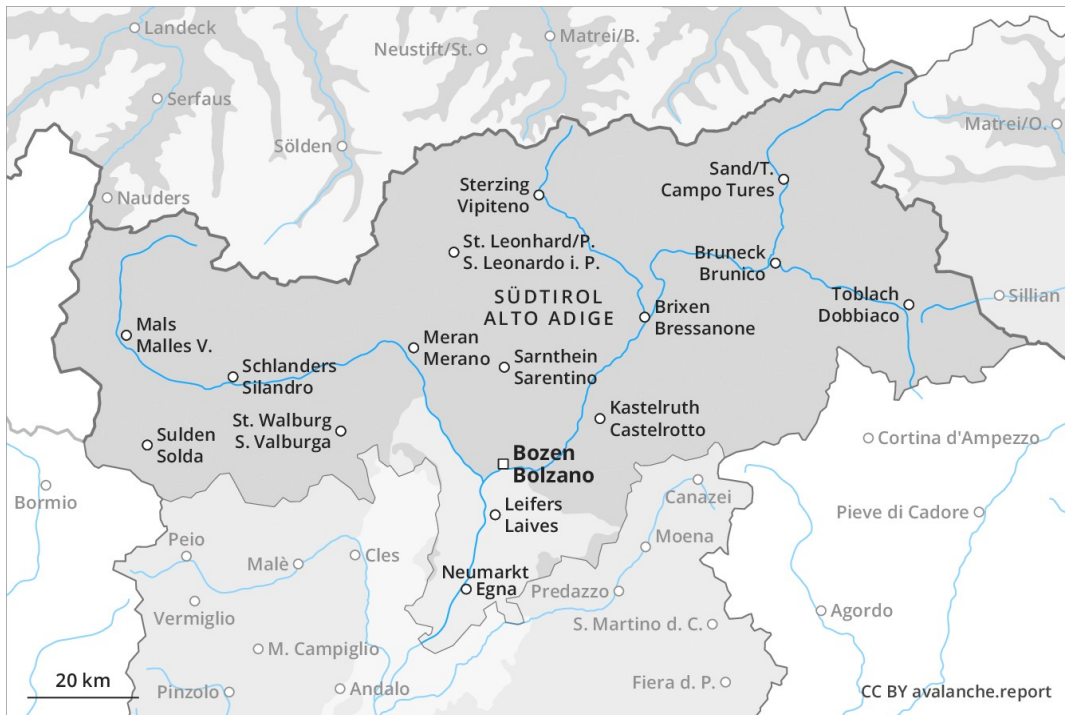 Landeck
Neustift/St.
Matrei/B.
Serfaus
Matrei/O.
Sölden
Nauders
Sterzing
Vipiteno
Sand/T.
Campo Tures
St. Leonhard/P.
S. Leonardo i. P.
Bruneck
Brunico
SÜDTIROL
ALTO ADIGE
Toblach
Dobbiaco
Sillian
Brixen
Bressanone
Mals
Malles V.
Meran
Merano
Sarnthein
Sarentino
Schlanders
Silandro
St. Walburg
S. Valburga
Kastelruth
Castelrotto
Sulden
Solda
Cortina d'Ampezzo
Bozen
Bolzano
Bormio
Leifers
Laives
Canazei
Pieve di Cadore
Peio
Malè
Cles
Moena
Neumarkt
Egna
Predazzo
Vermiglio
Agordo
S. Martino d. C.
M. Campiglio
20 km
Pinzolo
Andalo
Fiera d. P.
CC BY avalanche.report